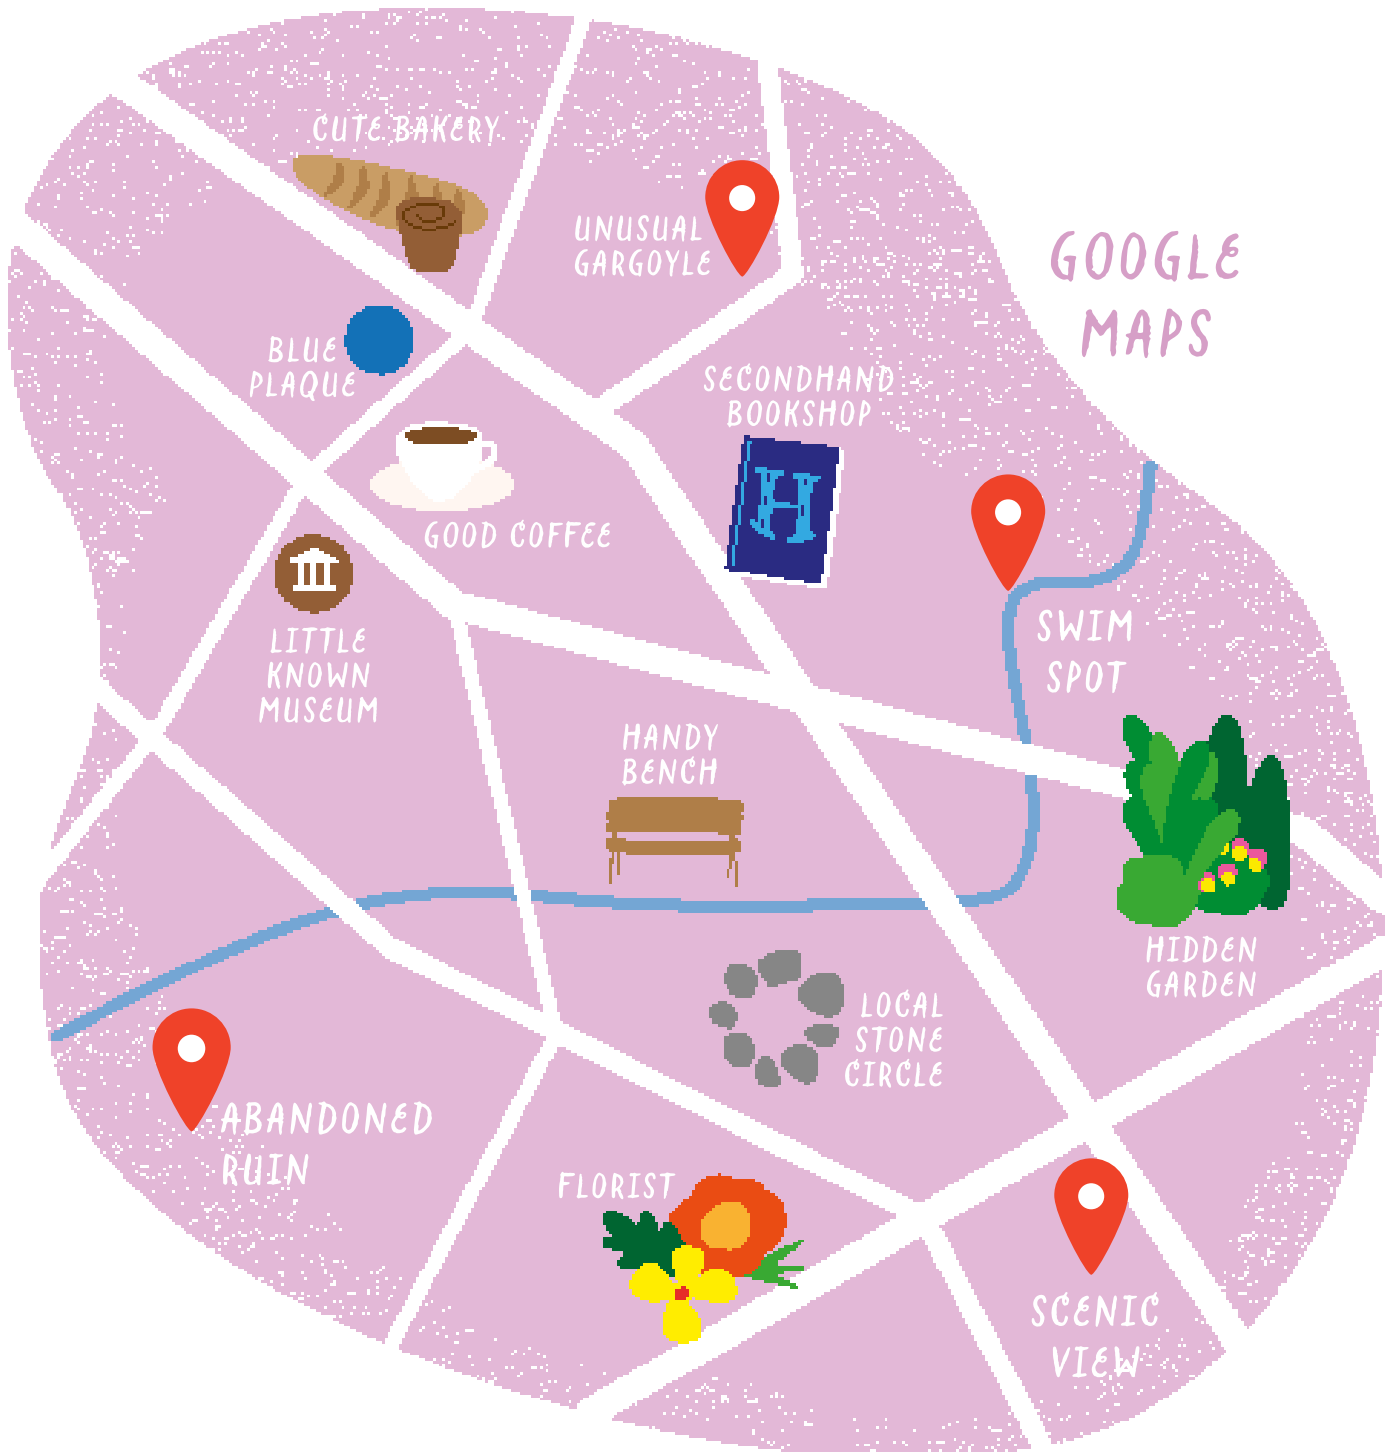 CUTE BAKERY
UNUSUAL
GARGOYLE
GOOGLE
MAPS
BLUE
PLAQUE
SECONDHAND
BOOKSHOP
H
GOOD COFFEE
SWIM
SPOT
LITTLE
KNOWN
MUSEUM
HANDY
BENCH
HIDDEN
GARDEN
LOCAL
STONE
CIRCLE
ABANDONED
RUIN
FLORIST
SCENIC
VIEW